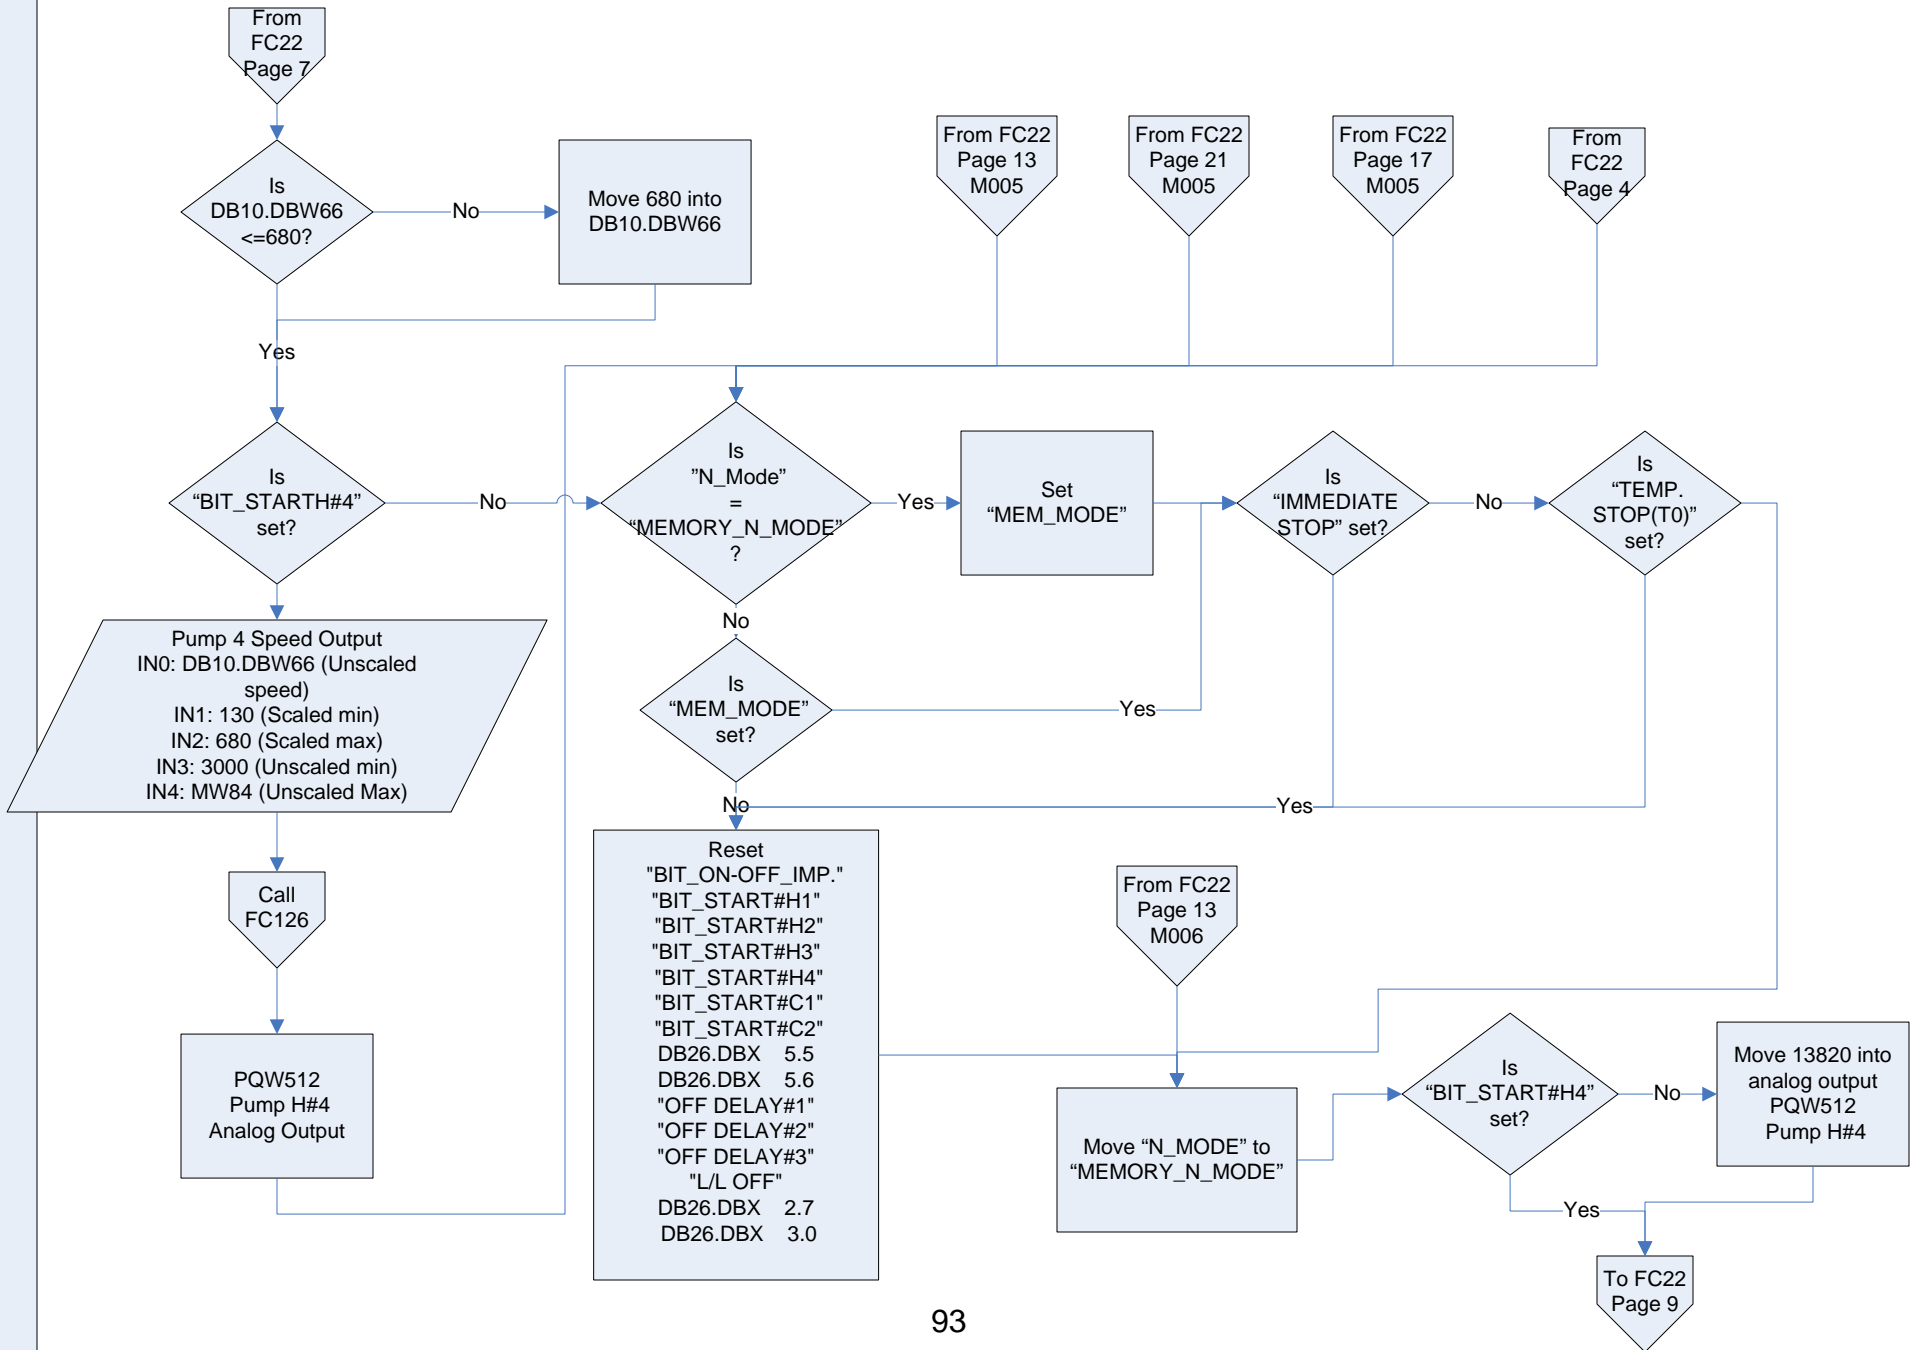 From
FC22
Page 7
Is
DB10.DBW66
<=680?
No
Move 680 into
DB10.DBW66
Yes
From FC22
Page 13
M005
From FC22
Page 21
M005
From FC22
Page 17
M005
From
FC22
Page 4
Is
“BIT_STARTH#4”
set?
No
Is
”N_Mode”
=
“MEMORY_N_MODE”
?
Yes
Set
“MEM_MODE”
Is
“IMMEDIATE
STOP” set?
No
Is
“TEMP.
STOP(T0)”
set?
No
Is
“MEM_MODE”
set?
Yes
No
Yes
Pump 4 Speed Output
IN0: DB10.DBW66 (Unscaled
speed)
IN1: 130 (Scaled min)
IN2: 680 (Scaled max)
IN3: 3000 (Unscaled min)
IN4: MW84 (Unscaled Max)
Call
FC126
PQW512
Pump H#4
Analog Output
Reset
"BIT_ON-OFF_IMP."
"BIT_START#H1"
"BIT_START#H2"
"BIT_START#H3"
"BIT_START#H4"
"BIT_START#C1"
"BIT_START#C2"
DB26.DBX 5.5
DB26.DBX 5.6
"OFF DELAY#1"
"OFF DELAY#2"
"OFF DELAY#3"
"L/L OFF"
DB26.DBX 2.7
DB26.DBX 3.0
From FC22
Page 13
M006
Move “N_MODE” to
“MEMORY_N_MODE”
Is
“BIT_START#H4”
set?
No
Move 13820 into
analog output
PQW512
Pump H#4
Yes
To FC22
Page 9
93